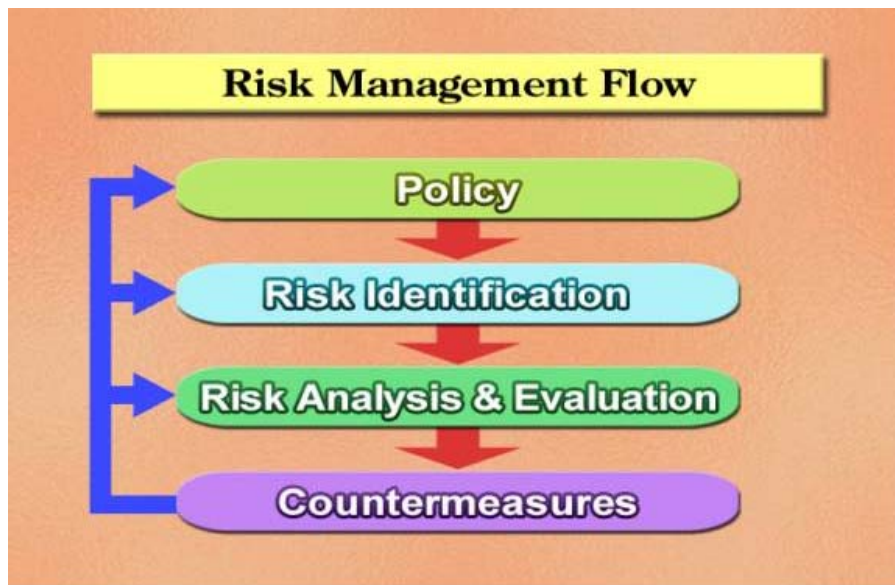 Risk Management Flow
Policy
Risk Identification
Risk Analysis & Evaluation
Countermeasures